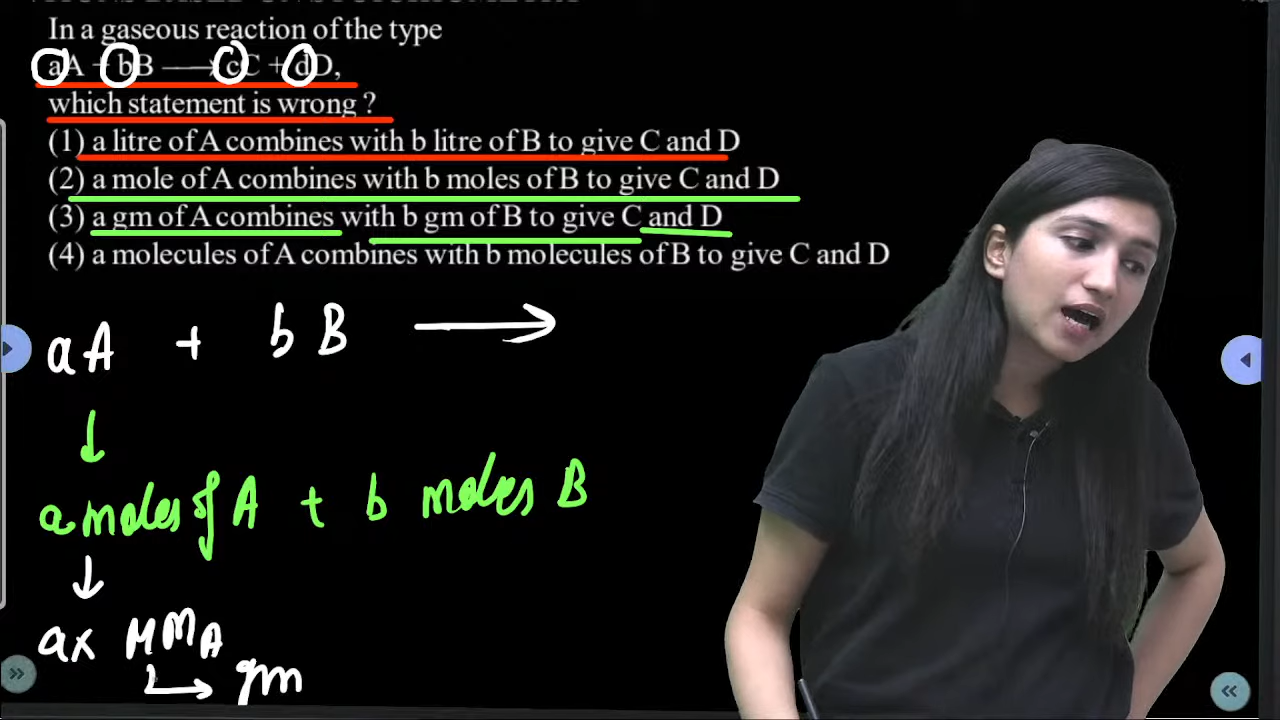 In a gaseous reaction of the type
aA + bB ⟶ cC + dD,
which statement is wrong ?
(1) a litre of A combines with b litre of B to give C and D
(2) a mole of A combines with b moles of B to give C and D
(3) a gm of A combines with b gm of B to give C and D
(4) a molecules of A combines with b molecules of B to give C and D
aA + bB ⟶
↓
a moles of A + b moles B
↓
a x MMA
↳ gm